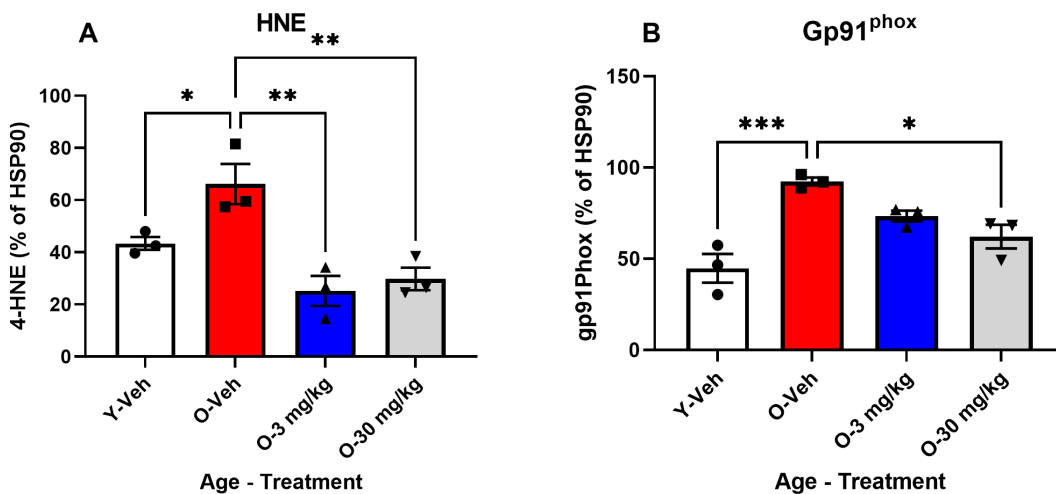 A
HNE
**
*
**
100
80
60
40
20
0
4-HNE (% of HSP90)
Y-Veh
O-Veh
O-3 mg/kg
O-30 mg/kg
Age - Treatment
B
Gp91phox
***
*
150
100
50
0
gp91Phox (% of HSP90)
Y-Veh
O-Veh
O-3 mg/kg
O-30 mg/kg
Age - Treatment